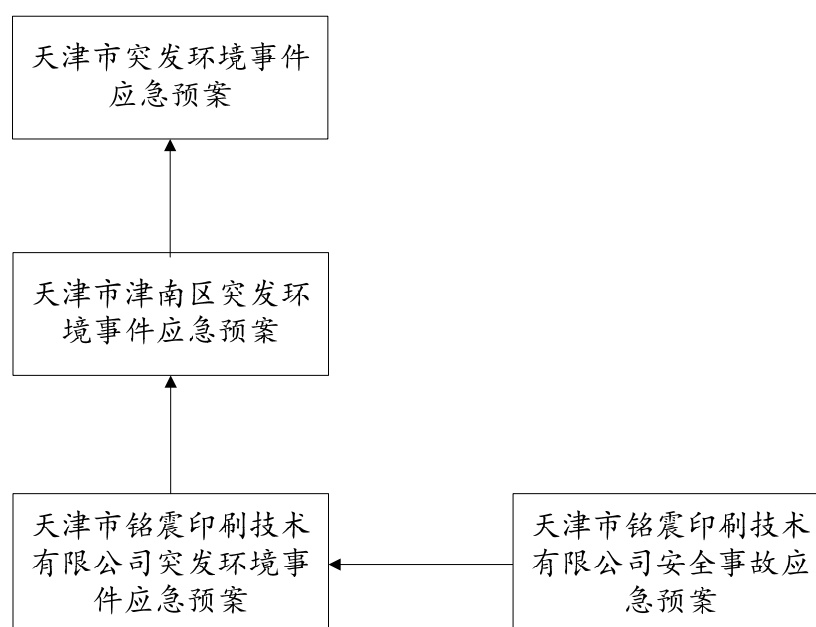 天津市突发环境事件
应急预案
天津市津南区突发环
境事件应急预案
天津市铭震印刷技术
有限公司突发环境事
件应急预案
天津市铭震印刷技术
有限公司安全事故应
急预案